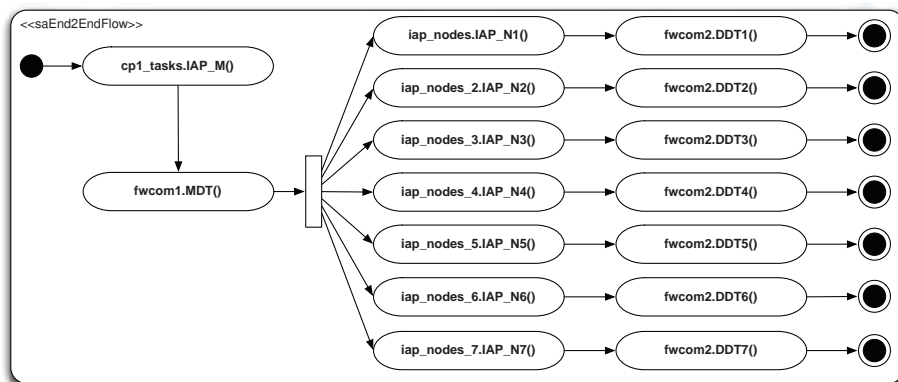 <<saEnd2EndFlow>>
cp1_tasks.IAP_M()
fwcom1.MDT()
iap_nodes.IAP_N1()
fwcom2.DDT1()
iap_nodes_2.IAP_N2()
fwcom2.DDT2()
iap_nodes_3.IAP_N3()
fwcom2.DDT3()
iap_nodes_4.IAP_N4()
fwcom2.DDT4()
iap_nodes_5.IAP_N5()
fwcom2.DDT5()
iap_nodes_6.IAP_N6()
fwcom2.DDT6()
iap_nodes_7.IAP_N7()
fwcom2.DDT7()